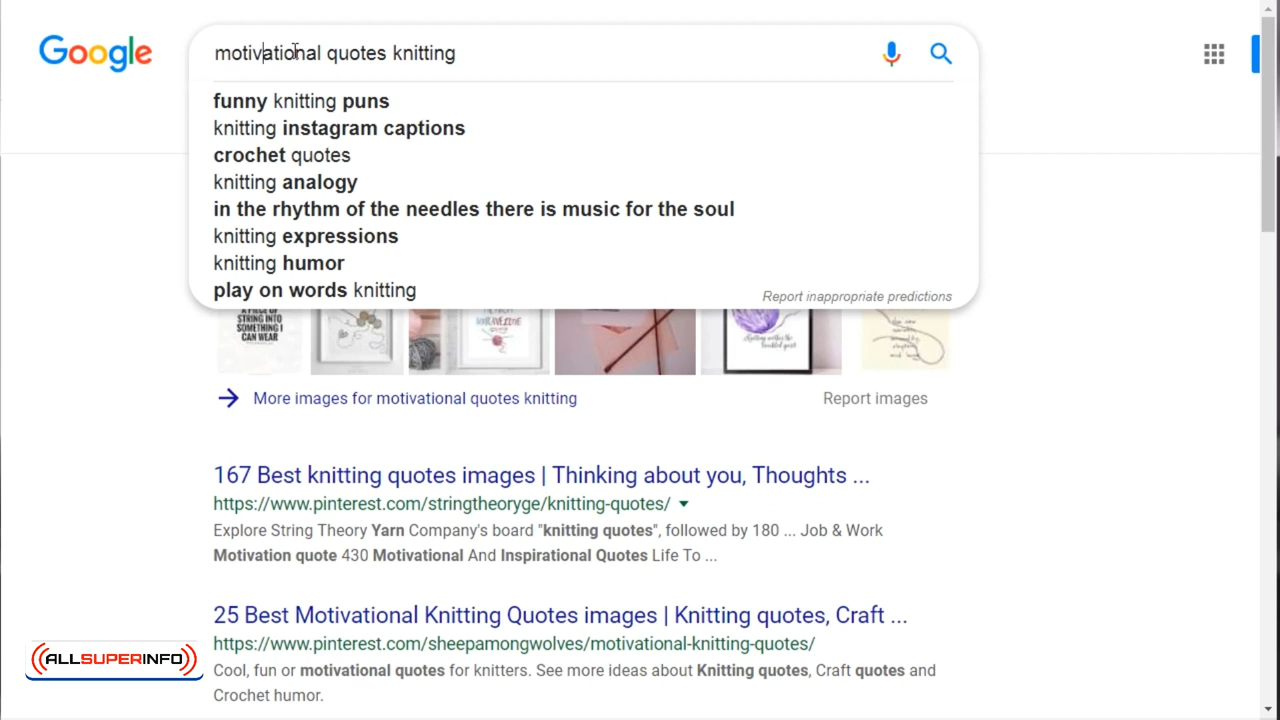 Google
motivational quotes knitting
funny knitting puns
knitting instagram captions
crochet quotes
knitting analogy
in the rhythm of the needles there is music for the soul
knitting expressions
knitting humor
play on words knitting
Report inappropriate predictions
STRING INTO
SOMETHING I
CAN WEAR
More images for motivational quotes knitting
Report images
167 Best knitting quotes images | Thinking about you, Thoughts ...
https://www.pinterest.com/stringtheoryge/knitting-quotes/
Explore String Theory Yarn Company's board "knitting quotes", followed by 180 ... Job & Work
Motivation quote 430 Motivational And Inspirational Quotes Life To ...
25 Best Motivational Knitting Quotes images | Knitting quotes, Craft ...
https://www.pinterest.com/sheepamongwolves/motivational-knitting-quotes/
Cool, fun or motivational quotes for knitters. See more ideas about Knitting quotes, Craft quotes and
Crochet humor.
ALLSUPERINFO